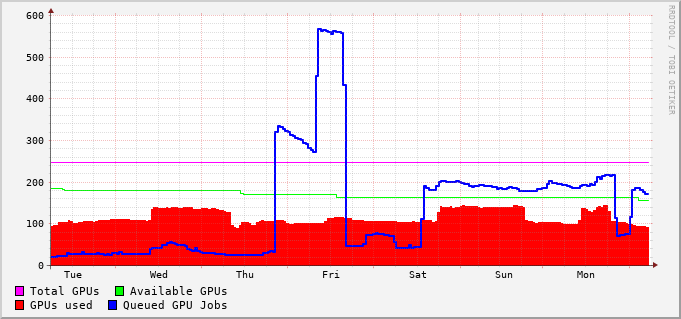 RRDTOOL / TOBI OETIKER
600
500
400
300
200
100
0
Tue Wed Thu Fri Sat Sun Mon
Total GPUs Available GPUs
GPUs used Queued GPU Jobs